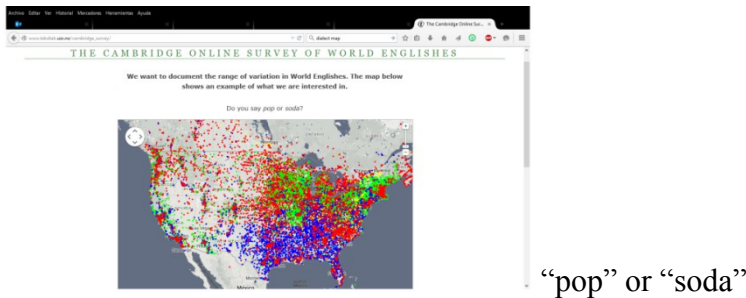 Archivo Editar Ver Historial Marcadores Herramientas Ayuda
The Cambridge Online Sur...
dialect map
THE CAMBRIDGE ONLINE SURVEY OF WORLD ENGLISHES
We want to document the range of variation in World Englishes. The map below
shows an example of what we are interested in.
Do you say pop or soda?
“pop” or “soda”
Mexico